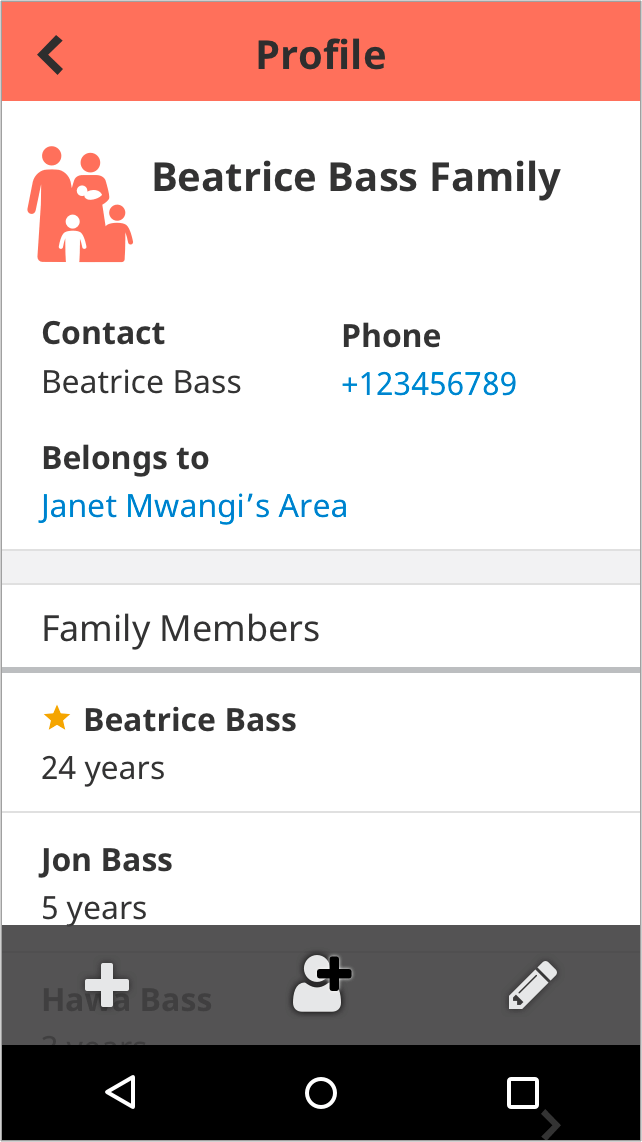 Profile
Beatrice Bass Family
Contact
Phone
Beatrice Bass
+123456789
Belongs to
Janet Mwangi’s Area
Family Members
Beatrice Bass
24 years
Jon Bass
5 years
Hawa Bass
years